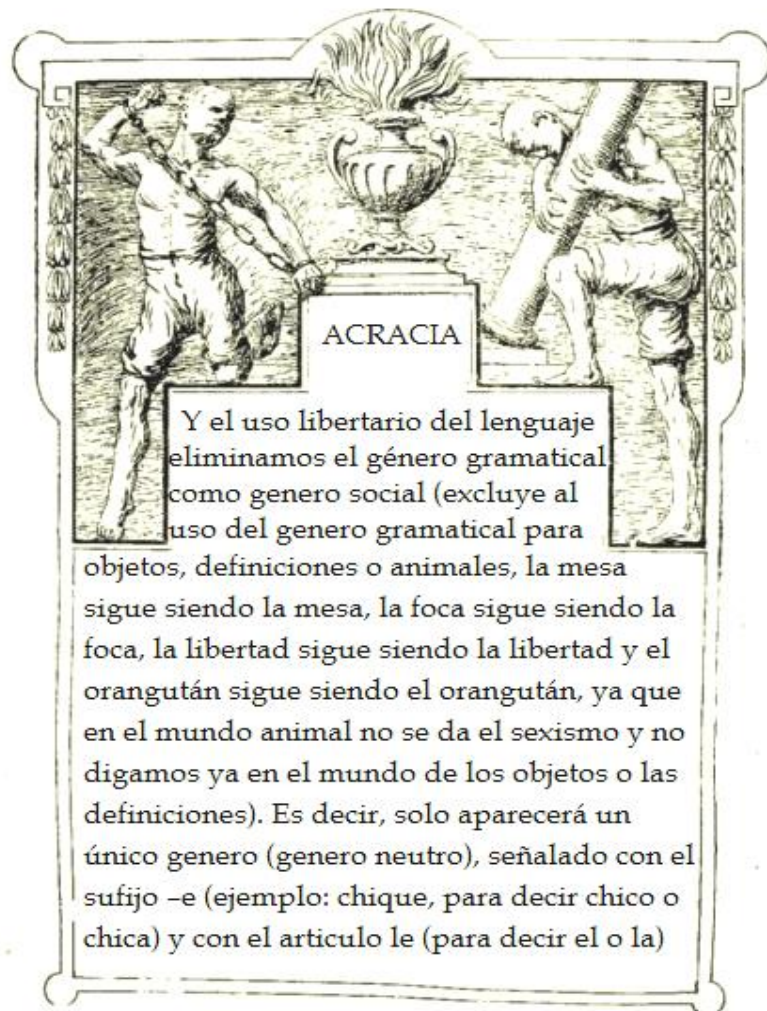 ACRACIA
Y el uso libertario del lenguaje
eliminamos el género gramatical
como genero social (excluye al
uso del genero gramatical para
objetos, definiciones o animales, la mesa
sigue siendo la mesa, la foca sigue siendo la
foca, la libertad sigue siendo la libertad y el
orangután sigue siendo el orangután, ya que
en el mundo animal no se da el sexismo y no
digamos ya en el mundo de los objetos o las
definiciones). Es decir, solo aparecerá un
único genero (genero neutro), señalado con el
sufijo –e (ejemplo: chique, para decir chico o
chica) y con el articulo le (para decir el o la)